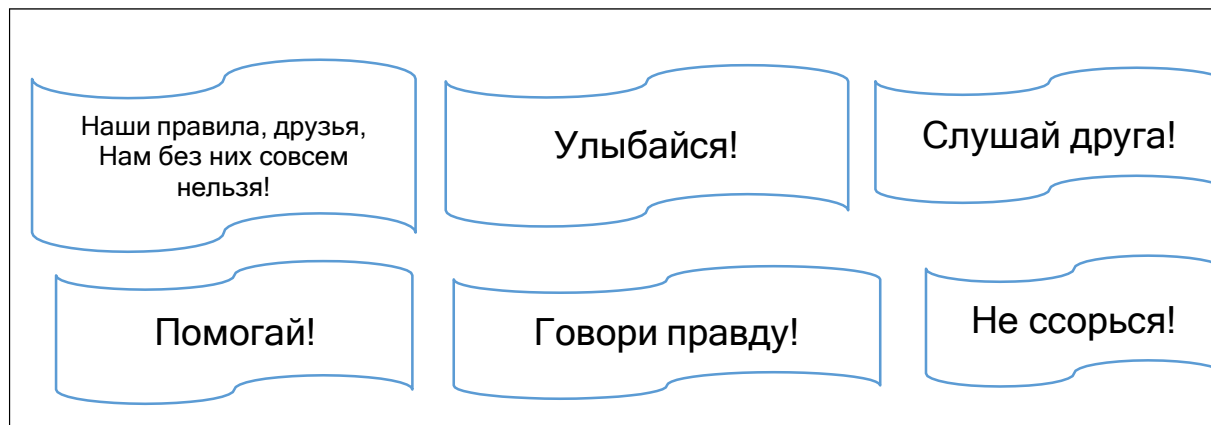 Наши правила, друзья,
Нам без них совсем
нельзя!
Улыбайся!
Слушай друга!
Помогай!
Говори правду!
Не ссорься!